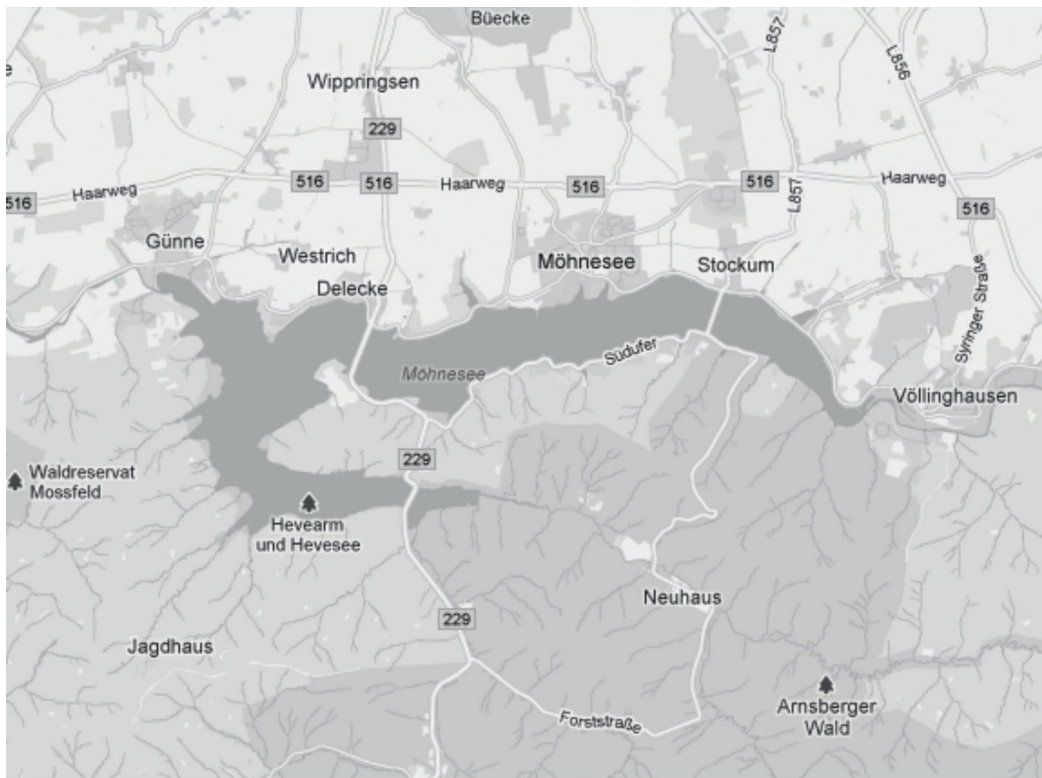 Büecke
L857
L856
e
Wippringsen
229
516
Haarweg
516
516
Haarweg
516
516
Haarweg
L857
516
Günne
Westrich
Möhnesee
Stockum
Delecke
Syringer Straße
Südufer
Möhnesee
Völlinghausen
229
Waldreservat
Mossfeld
Hevearm
und Hevesee
Neuhaus
229
Jagdhaus
Forststraße
Arnsberger
Wald